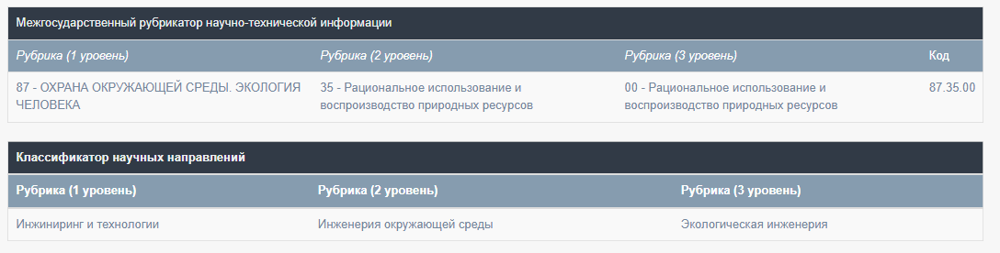 Межгосударственный рубрикатор научно-технической информации
Рубрика (1 уровень) Рубрика (2 уровень) Рубрика (3 уровень) Код
87 - ОХРАНА ОКРУЖАЮЩЕЙ СРЕДЫ. ЭКОЛОГИЯ 35 - Рациональное использование и 00 - Рациональное использование и 87.35.00
ЧЕЛОВЕКА воспроизводство природных ресурсов воспроизводство природных ресурсов
Классификатор научных направлений
Рубрика (1 уровень) Рубрика (2 уровень) Рубрика (3 уровень)
Инжиниринг и технологии Инженерия окружающей среды Экологическая инженерия